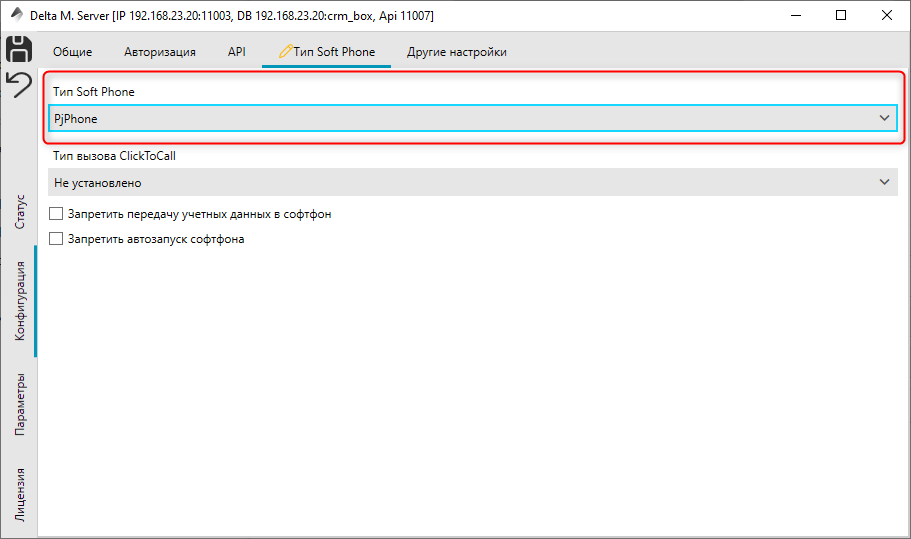 Delta M. Server [IP 192.168.23.20:11003, DB 192.168.23.20:crm_box, Api 11007]
Общие
Авторизация
API
Тип Soft Phone
Другие настройки
Тип Soft Phone
PjPhone
Тип вызова ClickToCall
Не установлено
Запретить передачу учетных данных в софтфон
Запретить автозапуск софтфона
Статус
Конфигурация
Параметры
Лицензия